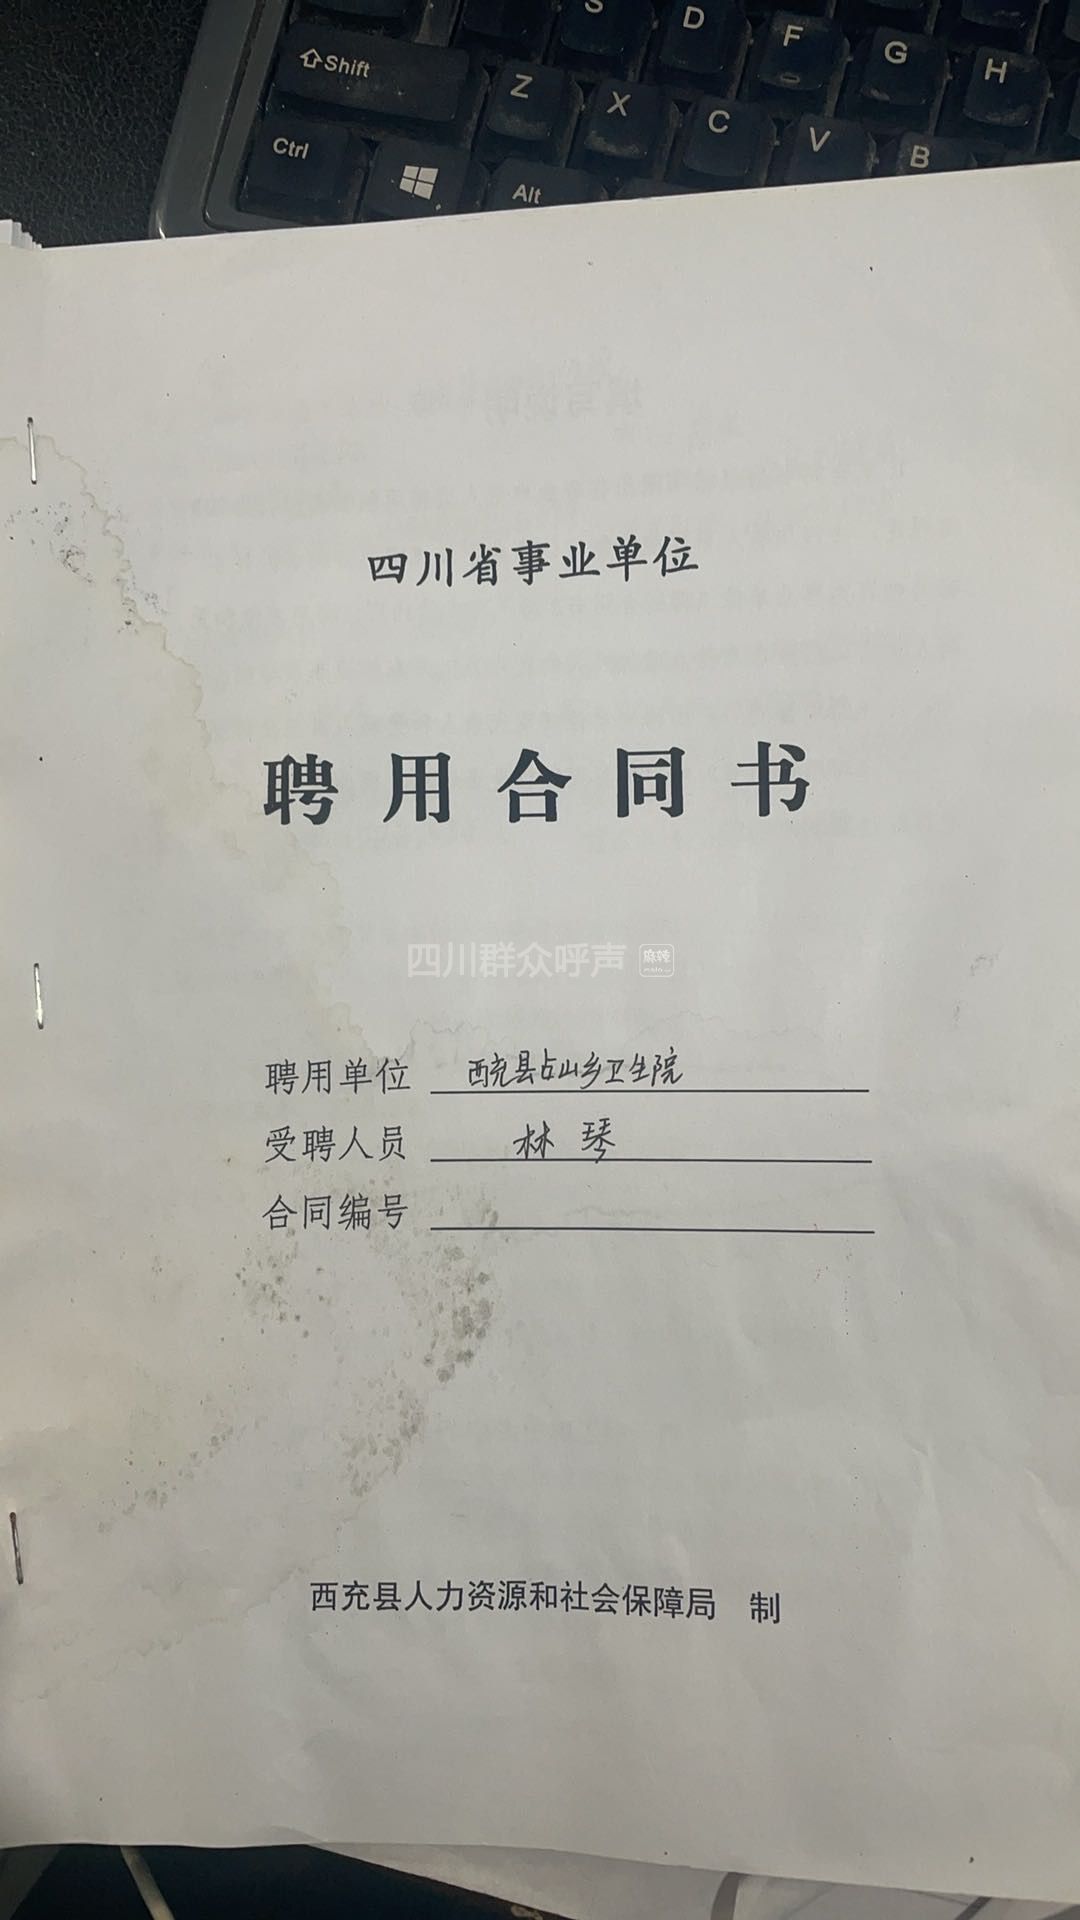 S D F G H
Shift Z X C V B
Ctrl Alt
四川省事业单位
聘用合同书
四川群众呼声 麻辣
聘用单位 西充县占山乡卫生院
受聘人员 林琴
合同编号
西充县人力资源和社会保障局 制